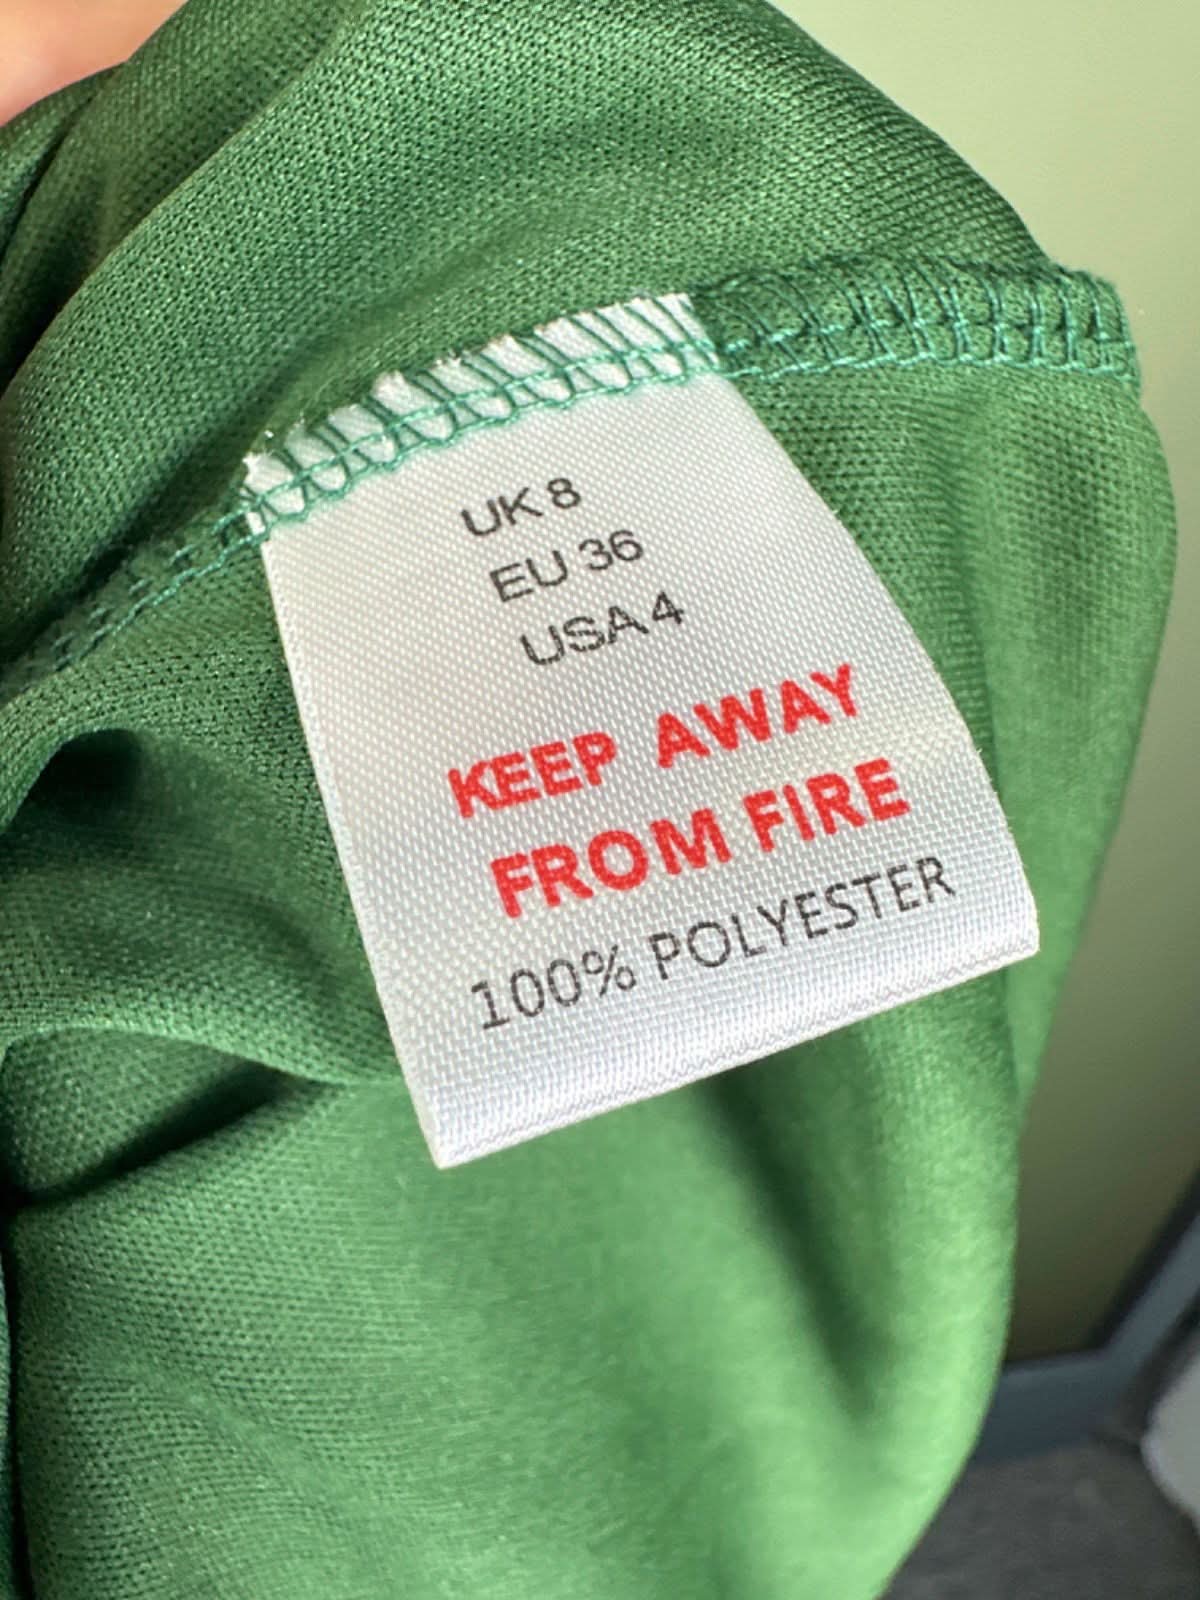 UK 8
EU 36
USA 4
KEEP AWAY
FROM FIRE
100% POLYESTER